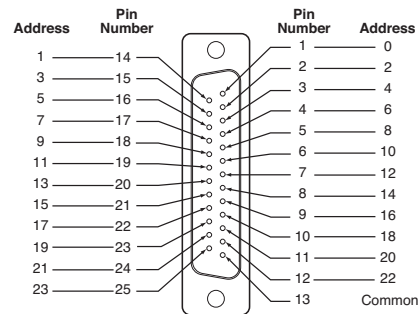 Pin Pin
Address Number Number Address
1 14 1 0
3 15 2 2
5 16 3 4
7 17 4 6
9 18 5 8
11 19 6 10
13 20 7 12
15 21 8 14
17 22 9 16
19 23 10 18
21 24 11 20
23 25 12 22
13 Common